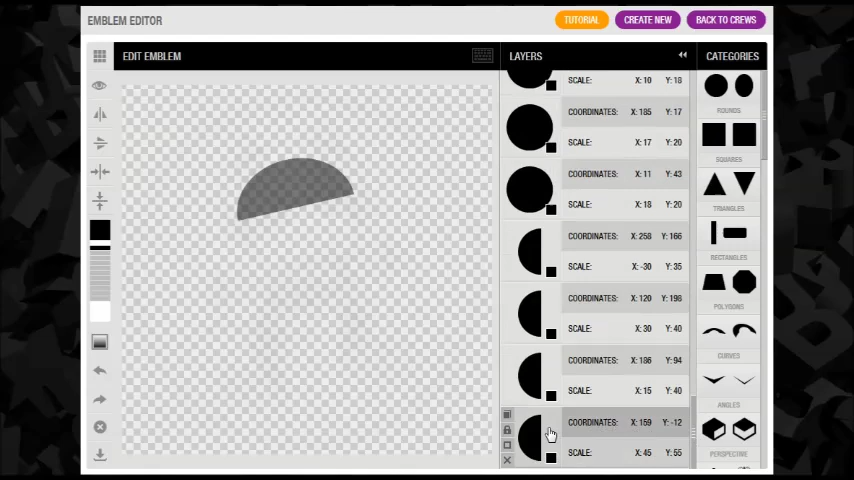 EMBLEM EDITOR
TUTORIAL
CREATE NEW
BACK TO CREWS
EDIT EMBLEM
LAYERS
CATEGORIES
SCALE: X: 10 Y: 18
COORDINATES: X: 185 Y: 17
SCALE: X: 17 Y: 20
COORDINATES: X: 11 Y: 43
SCALE: X: 18 Y: 20
COORDINATES: X: 258 Y: 166
SCALE: X: -30 Y: 35
COORDINATES: X: 120 Y: 198
SCALE: X: 30 Y: 40
COORDINATES: X: 186 Y: 94
SCALE: X: 15 Y: 40
COORDINATES: X: 159 Y: -12
SCALE: X: 45 Y: 55
ROUNDS
SQUARES
TRIANGLES
RECTANGLES
POLYGONS
CURVES
ANGLES
PERSPECTIVE